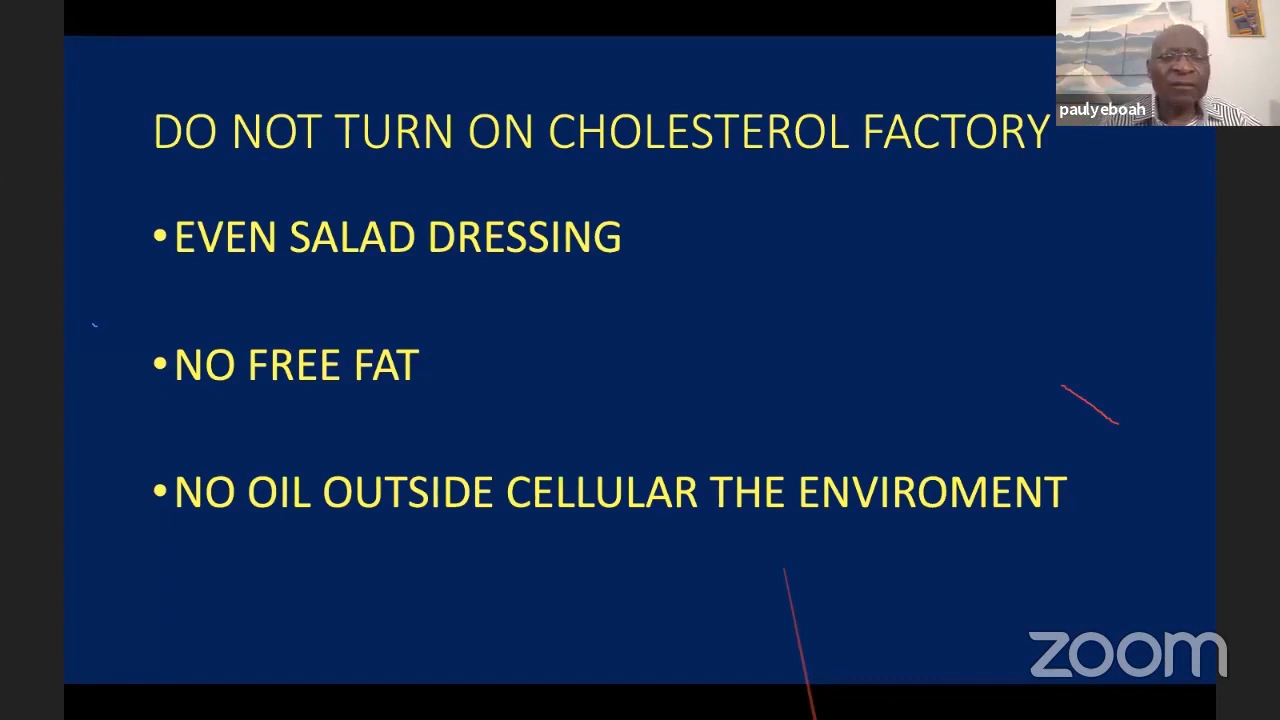 paulyeboah
DO NOT TURN ON CHOLESTEROL FACTORY
•EVEN SALAD DRESSING
•NO FREE FAT
•NO OIL OUTSIDE CELLULAR THE ENVIROMENT
zoom